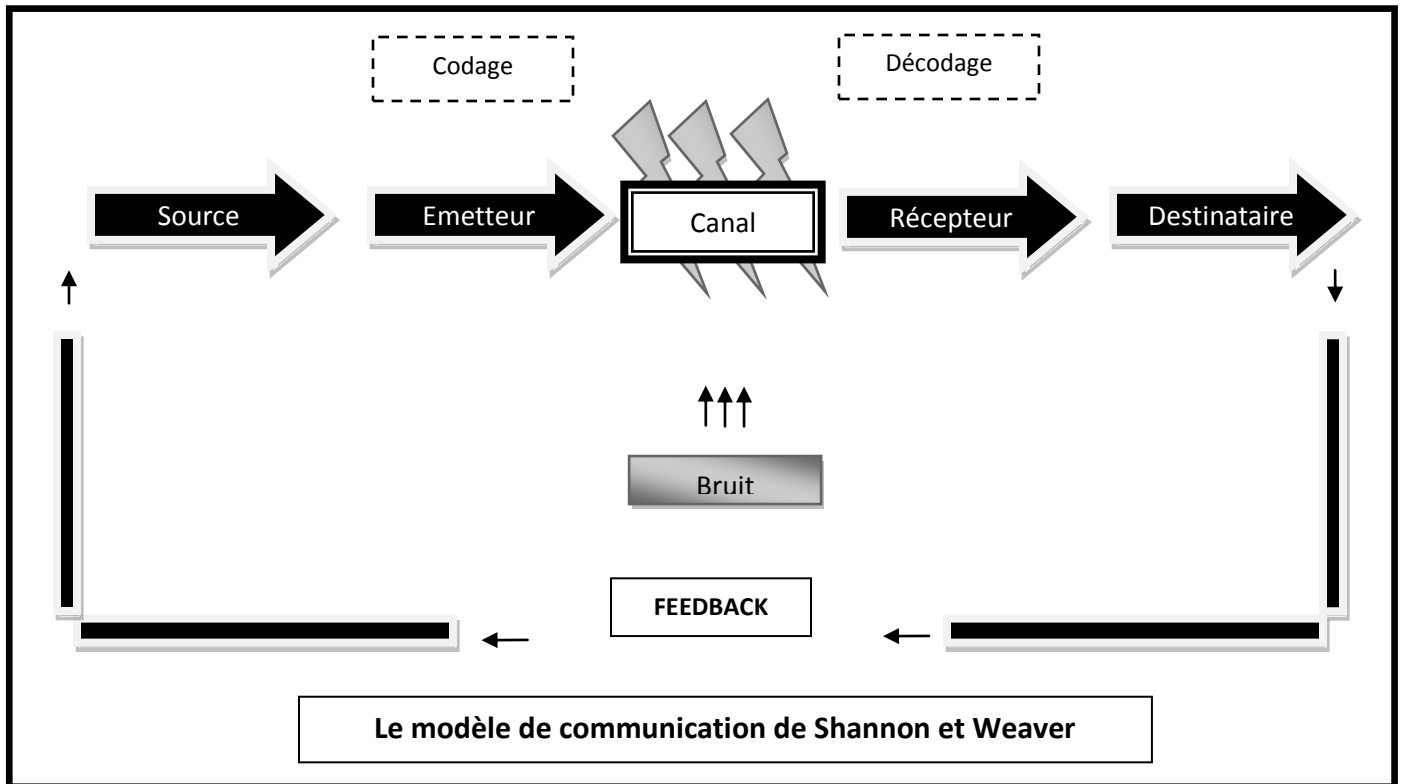 Codage
Décodage
Source
Emetteur
Canal
Récepteur
Destinataire
Bruit
FEEDBACK
Le modèle de communication de Shannon et Weaver